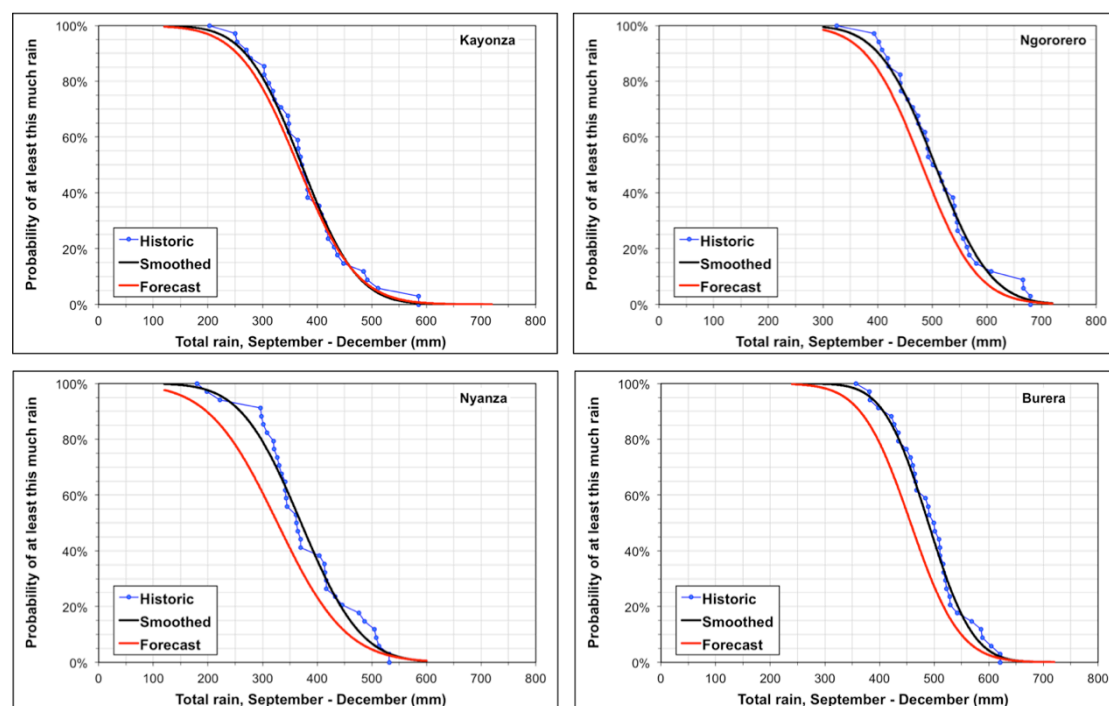 Kayonza
Probability of at least this much rain
100%
80%
60%
40%
20%
0%
Historic
Smoothed
Forecast
0 100 200 300 400 500 600 700 800
Total rain, September - December (mm)
Ngororero
Probability of at least this much rain
100%
80%
60%
40%
20%
0%
Historic
Smoothed
Forecast
0 100 200 300 400 500 600 700 800
Total rain, September - December (mm)
Nyanza
Probability of at least this much rain
100%
80%
60%
40%
20%
0%
Historic
Smoothed
Forecast
0 100 200 300 400 500 600 700 800
Total rain, September - December (mm)
Burera
Probability of at least this much rain
100%
80%
60%
40%
20%
0%
Historic
Smoothed
Forecast
0 100 200 300 400 500 600 700 800
Total rain, September - December (mm)